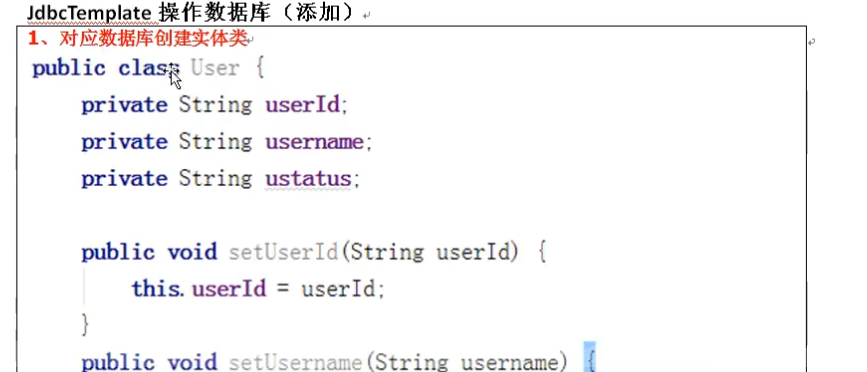 JdbcTemplate 操作数据库（添加）
1、对应数据库创建实体类
public class User {
private String userId;
private String username;
private String ustatus;
public void setUserId(String userId) {
this.userId = userId;
}
public void setUsername(String username) {